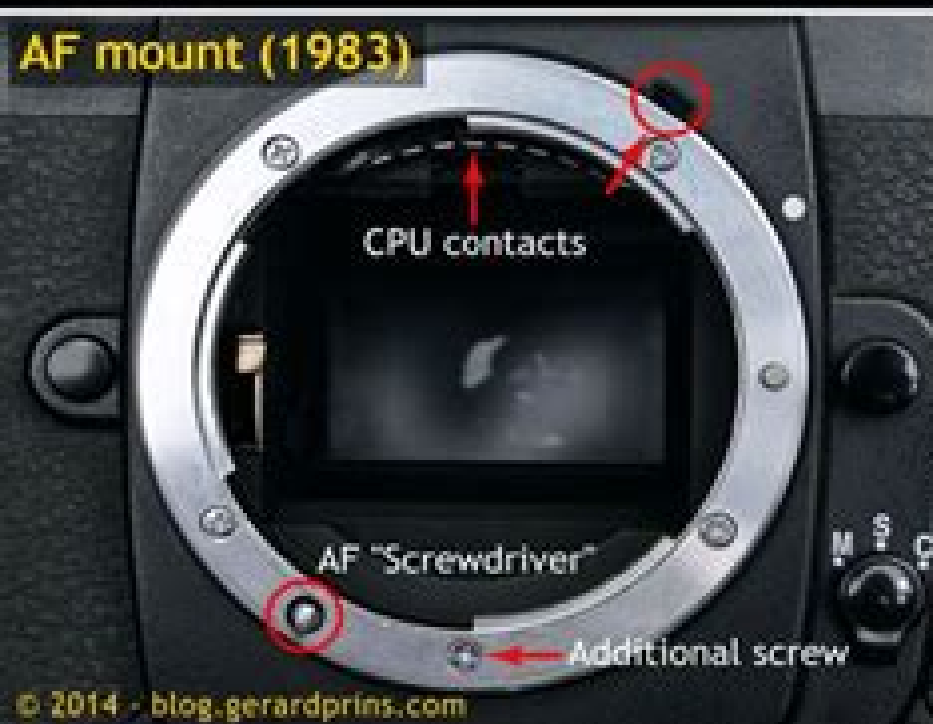 AF mount (1983)
CPU contacts
AF "Screwdriver"
M S C
Additional screw
© 2014 - blog.gerardprins.com